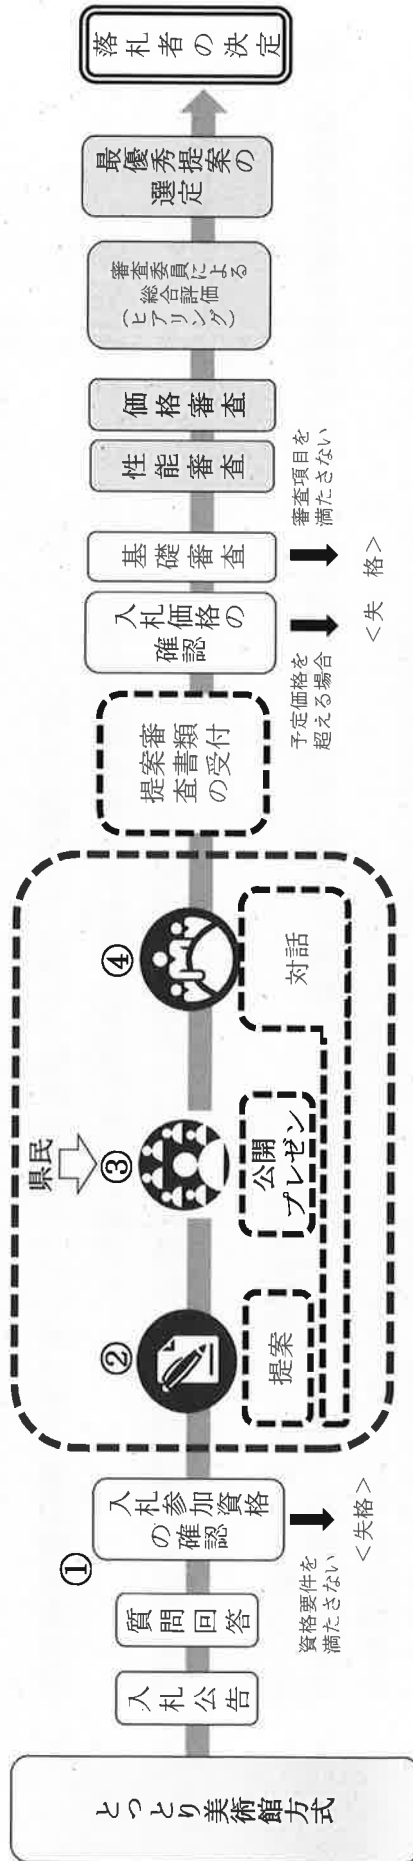 とっとり美術館方式
入札公告
質問回答
①
入札参加資格
の確認
資格要件を
満たさない
＜失格＞
②
提案
県民
③
公開
プレゼン
④
対話
提案審
査書類
の受付
入札
価格の
確認
予定価格を
超える場合
基礎審査
審査項目を
満たさない
＜失　格＞
性能審査
価格審査
審査委員による
総合評価
（ヒアリング）
最優秀提案の
選定
落札者の決定